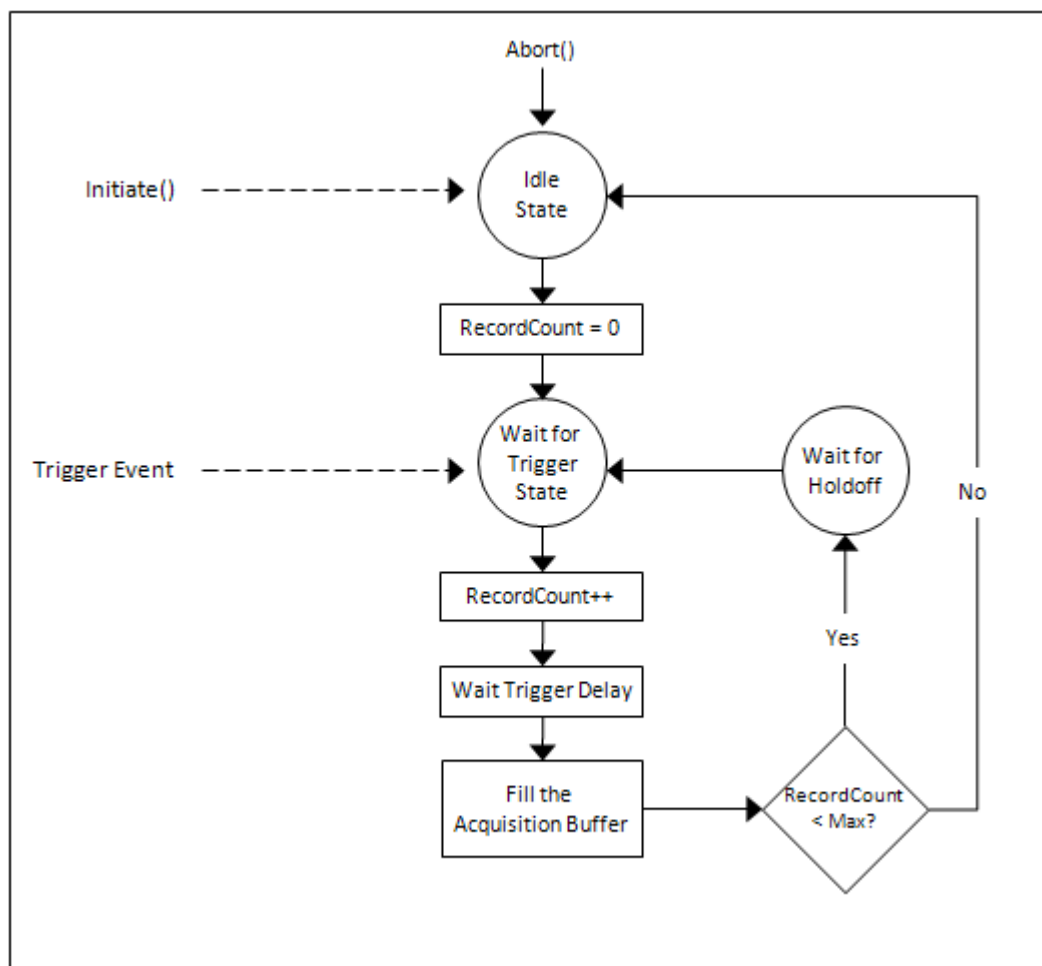 Abort()
Initiate()
Idle
State
RecordCount = 0
Trigger Event
Wait for
Trigger
State
Wait for
Holdoff
No
RecordCount++
Yes
Wait Trigger Delay
Fill the
Acquisition Buffer
RecordCount
< Max?